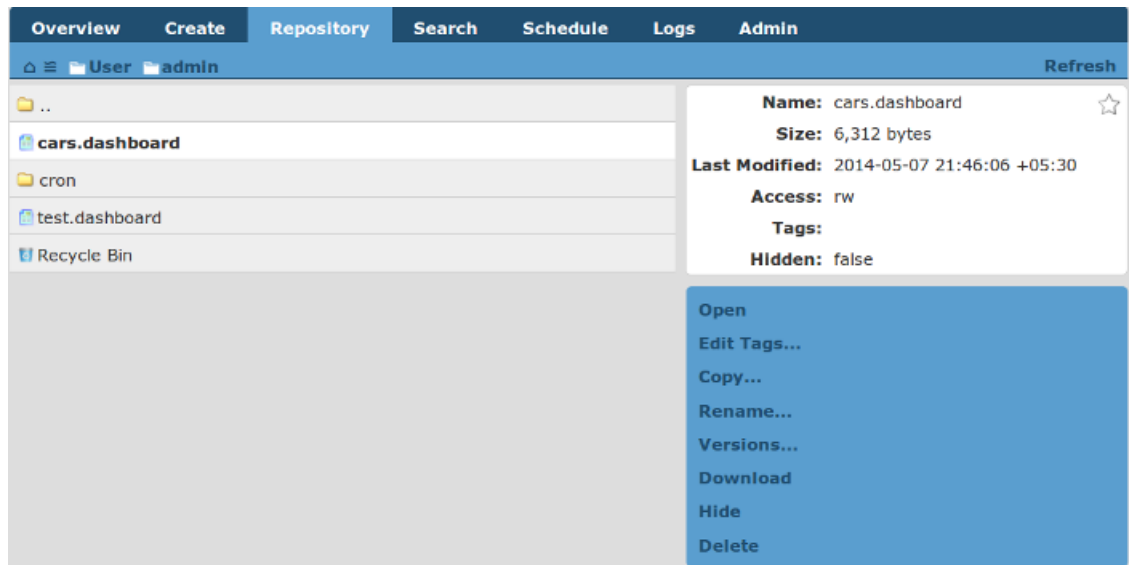 Overview Create Repository Search Schedule Logs Admin
User admin Refresh
..
cars.dashboard
cron
test.dashboard
Recycle Bin
Name: cars.dashboard
Size: 6,312 bytes
Last Modified: 2014-05-07 21:46:06 +05:30
Access: rw
Tags:
Hidden: false
Open
Edit Tags...
Copy...
Rename...
Versions...
Download
Hide
Delete